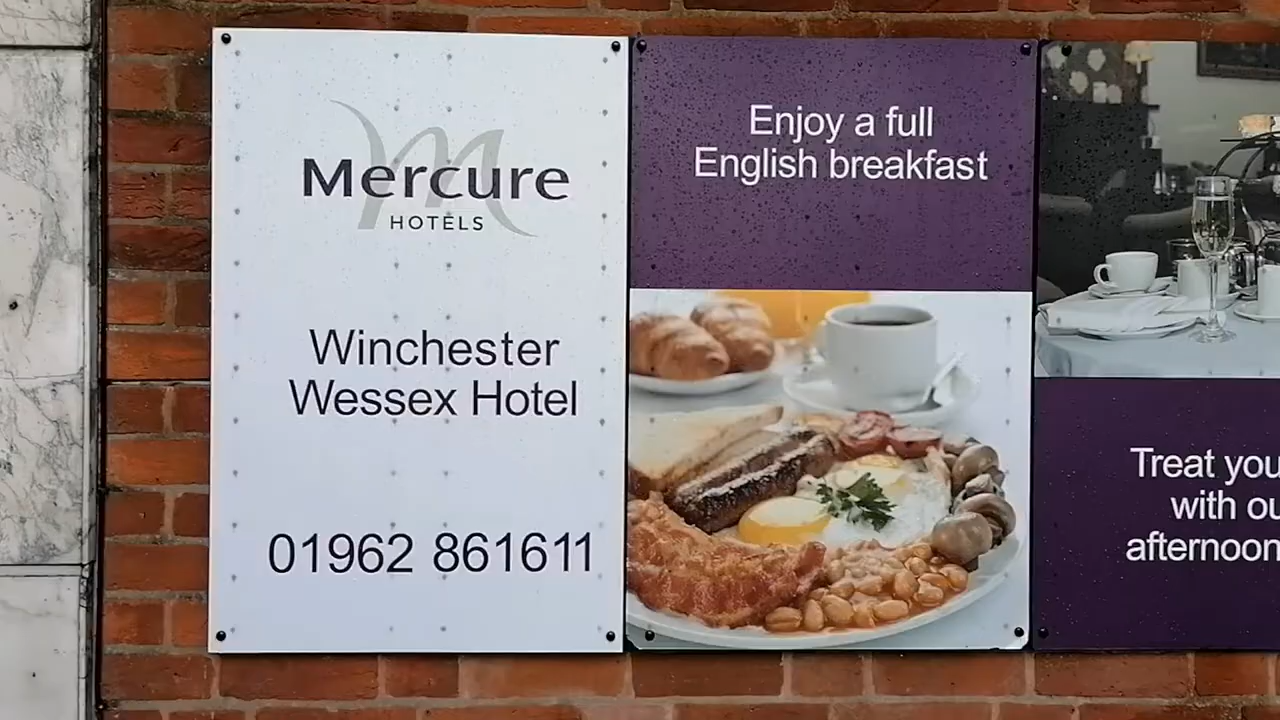 Mercure
HOTELS
Winchester
Wessex Hotel
01962 861611
Enjoy a full
English breakfast
Treat you
with ou
afternoon